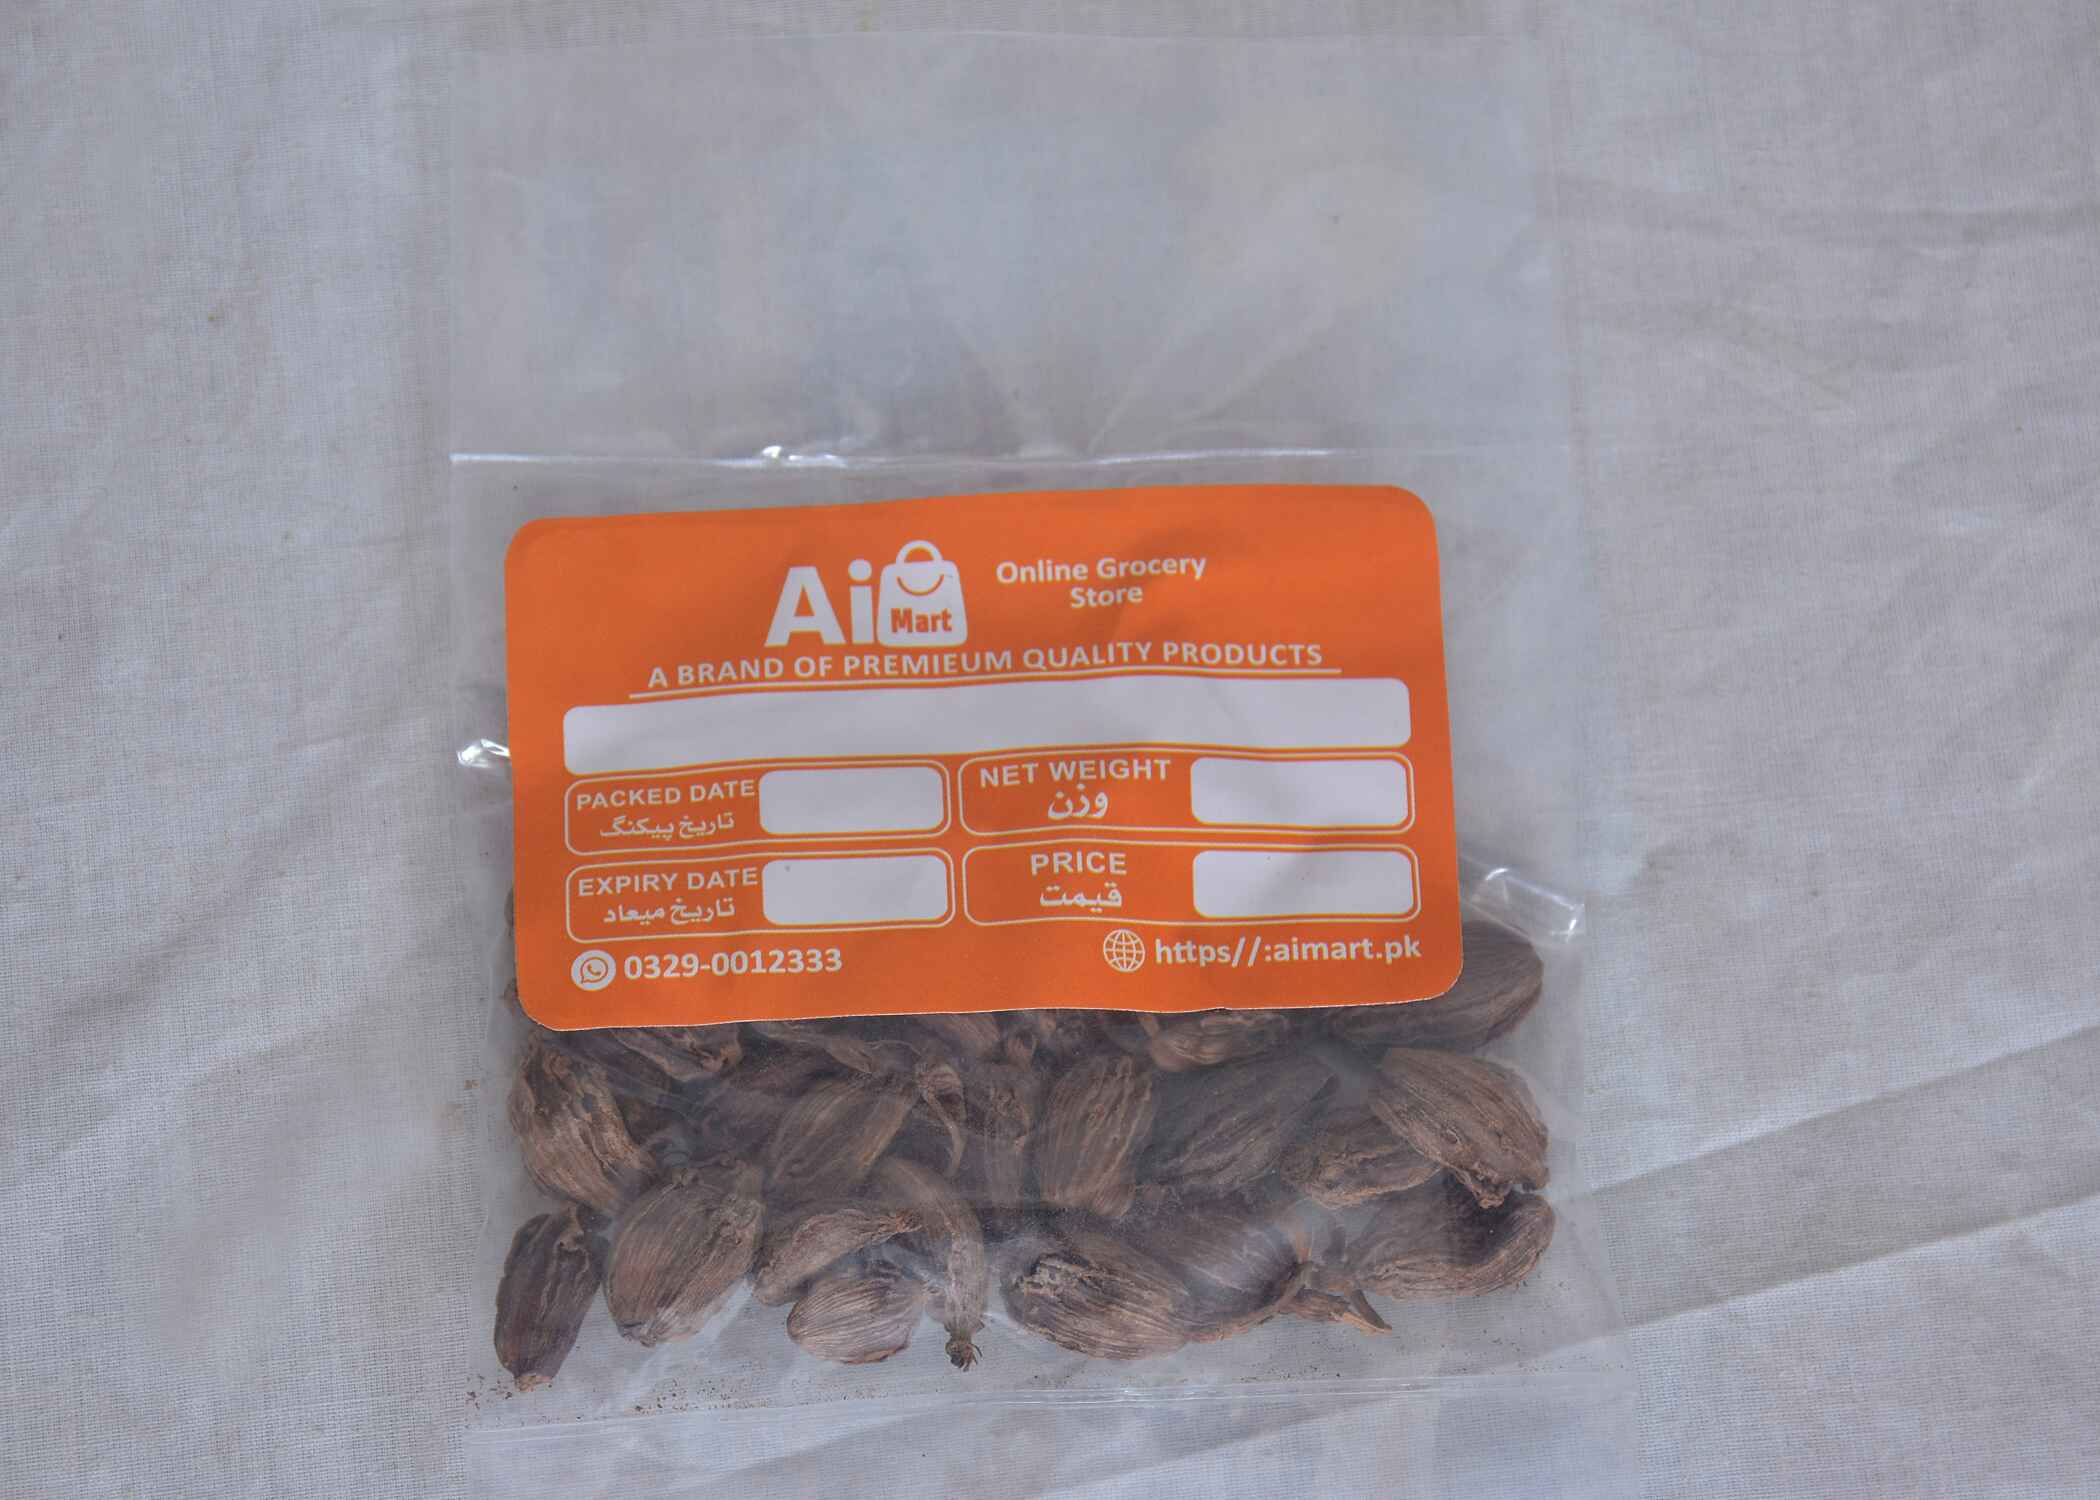 Ai Mart
Online Grocery
Store
A BRAND OF PREMIEUM QUALITY PRODUCTS
PACKED DATE
تاریخ پیکنگ
NET WEIGHT
وزن
EXPIRY DATE
تاریخ میعاد
PRICE
قیمت
0329-0012333
https//:aimart.pk